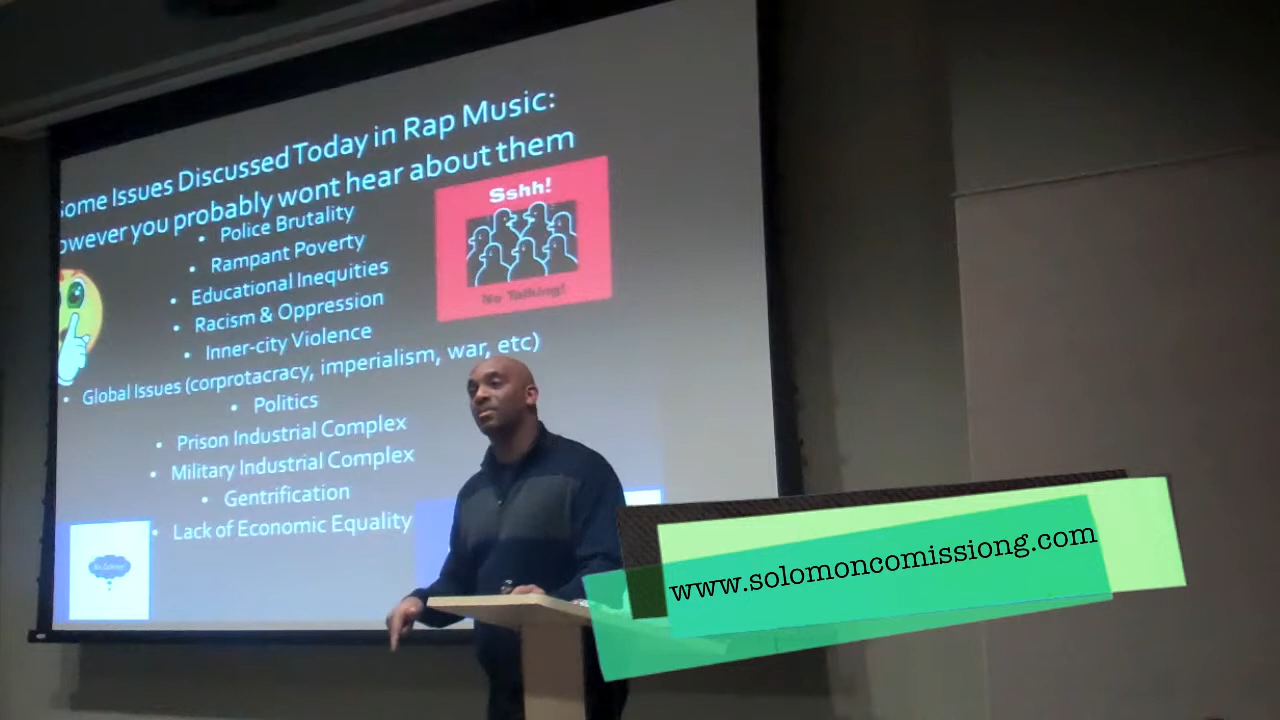 ome Issues Discussed Today in Rap Music:
owever you probably wont hear about them
• Police Brutality
• Rampant Poverty
• Educational Inequities
• Racism & Oppression
• Inner-city Violence
• Global Issues (corprotacracy, imperialism, war, etc)
• Politics
• Prison Industrial Complex
• Military Industrial Complex
• Gentrification
• Lack of Economic Equality
Sshh!
No Talking!
www.solomoncomissiong.com